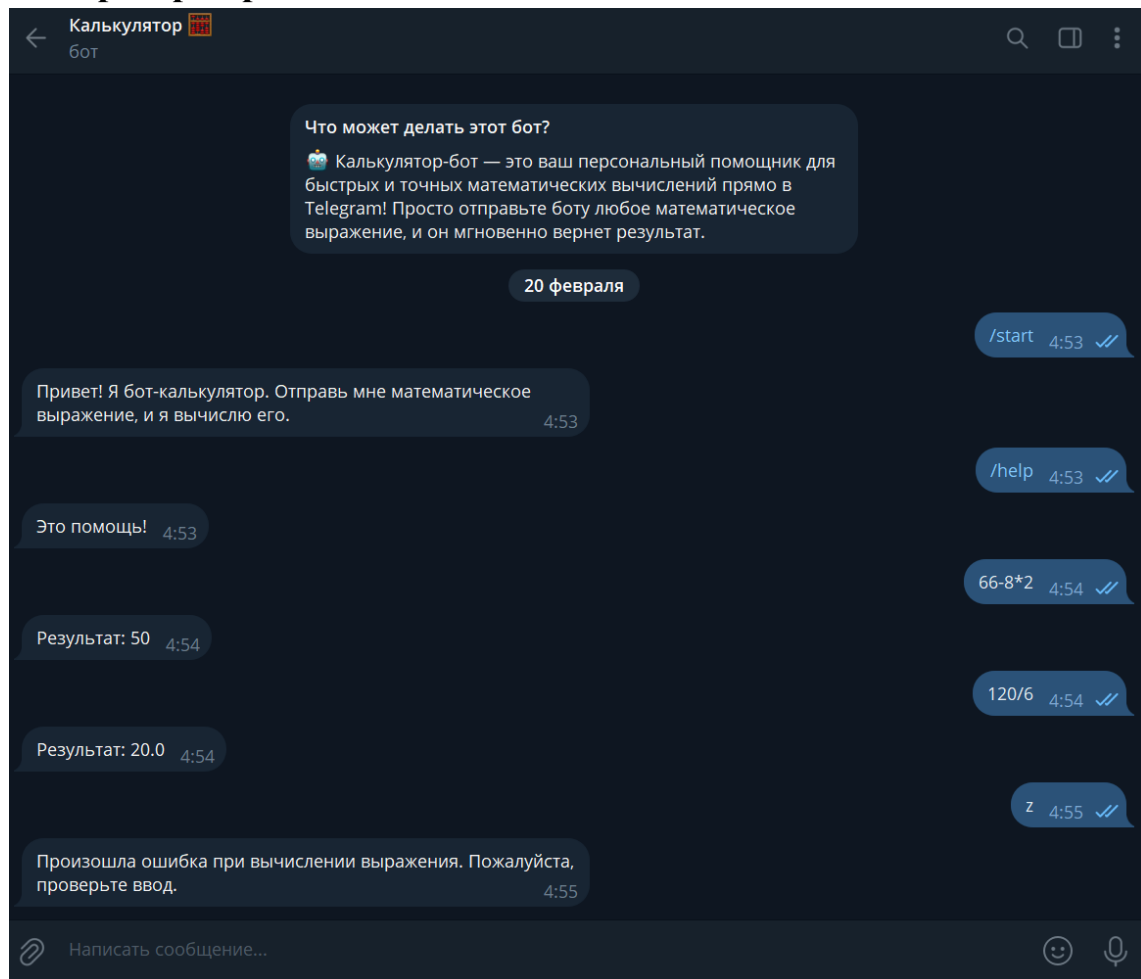 Калькулятор
бот
Что может делать этот бот?
Калькулятор-бот — это ваш персональный помощник для
быстрых и точных математических вычислений прямо в
Telegram! Просто отправьте боту любое математическое
выражение, и он мгновенно вернет результат.
20 февраля
/start 4:53
Привет! Я бот-калькулятор. Отправь мне математическое
выражение, и я вычислю его.
4:53
/help 4:53
Это помощь! 4:53
66-8*2 4:54
Результат: 50 4:54
120/6 4:54
Результат: 20.0 4:54
z 4:55
Произошла ошибка при вычислении выражения. Пожалуйста,
проверьте ввод.
4:55
Написать сообщение...